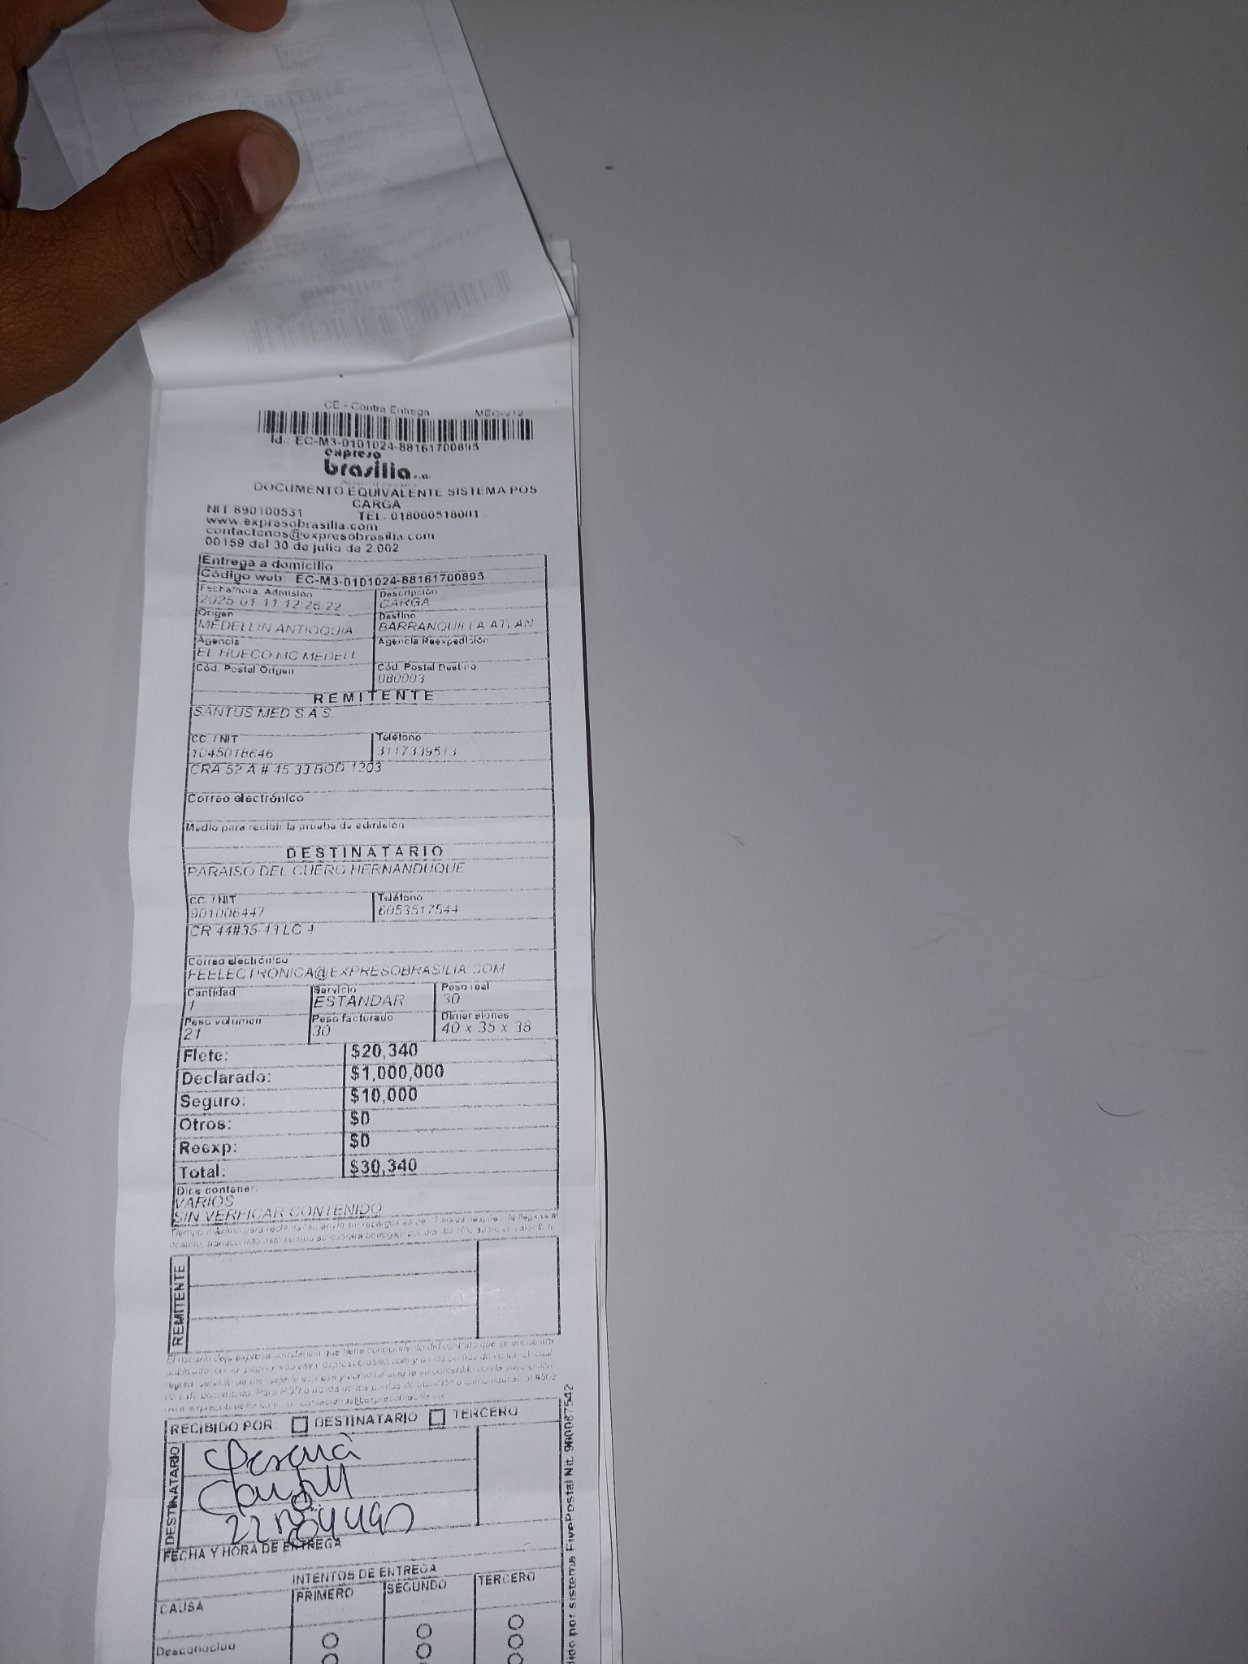 CE - Contra Entrega MEC-V12
Id.: EC-M3-0101024-88161700895
expreso
brasilia s.a.
DOCUMENTO EQUIVALENTE SISTEMA POS
CARGA
NIT 890100531 TEL. 018000518001
www.expresobrasilia.com
contactenos@expresobrasilia.com
00159 del 30 de julio de 2.002
Entrega a domicilio
Código web: EC-M3-0101024-88161700895
Fecha/hora Admisión Descripción
2025-01-11 12:26:22 CARGA
Origen Destino
MEDELLIN ANTIOQUIA BARRANQUILLA ATLAN
Agencia Agencia Reexpedición
EL HUECO MC MEDELL
Cód. Postal Origen Cód. Postal Destino
080003
REMITENTE
SANTUS MED S A S
CC / NIT Teléfono
1045018646 3117339513
CRA 52 A # 45 33 BOD 1203
Correo electrónico
Medio para recibir la prueba de admisión
DESTINATARIO
PARAISO DEL CUERO HERNANDUQUE
CC / NIT Teléfono
901006447 6053517544
CR 44#35-13 LC 4
Correo electrónico
FEELECTRONICA@EXPRESOBRASILIA.COM
Cantidad Servicio Peso real
1 ESTANDAR 30
Peso volumen Peso facturado Dimensiones
21 30 40 x 35 x 38
Flete: $20,340
Declarado: $1,000,000
Seguro: $10,000
Otros: $0
Reexp: $0
Total: $30,340
Dice contener:
VARIOS
SIN VERFICAR CONTENIDO
REMITENTE
RECIBIDO POR DESTINATARIO TERCERO
DESTINATARIO
FECHA Y HORA DE ENTREGA
INTENTOS DE ENTREGA
CAUSA PRIMERO SEGUNDO TERCERO
Desconocido
por sistema FivePostal Nit. 900087542